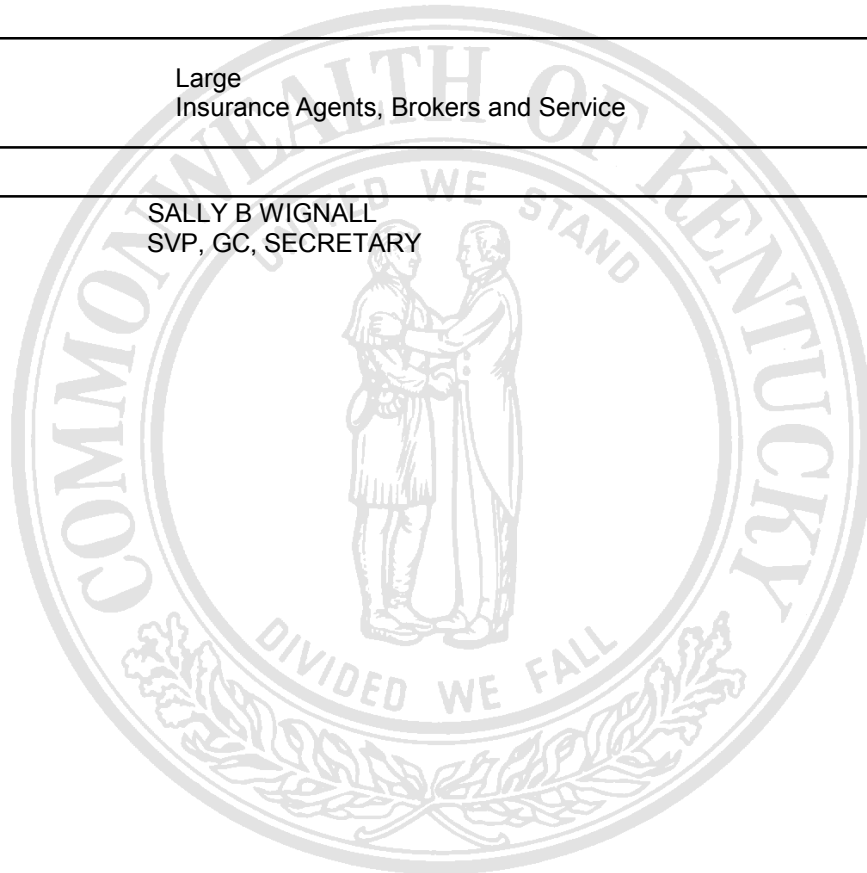 Large
Insurance Agents, Brokers and Service
SALLY B WIGNALL
SVP, GC, SECRETARY
COMMONWEALTH OF KENTUCKY
UNITED WE STAND
DIVIDED WE FALL